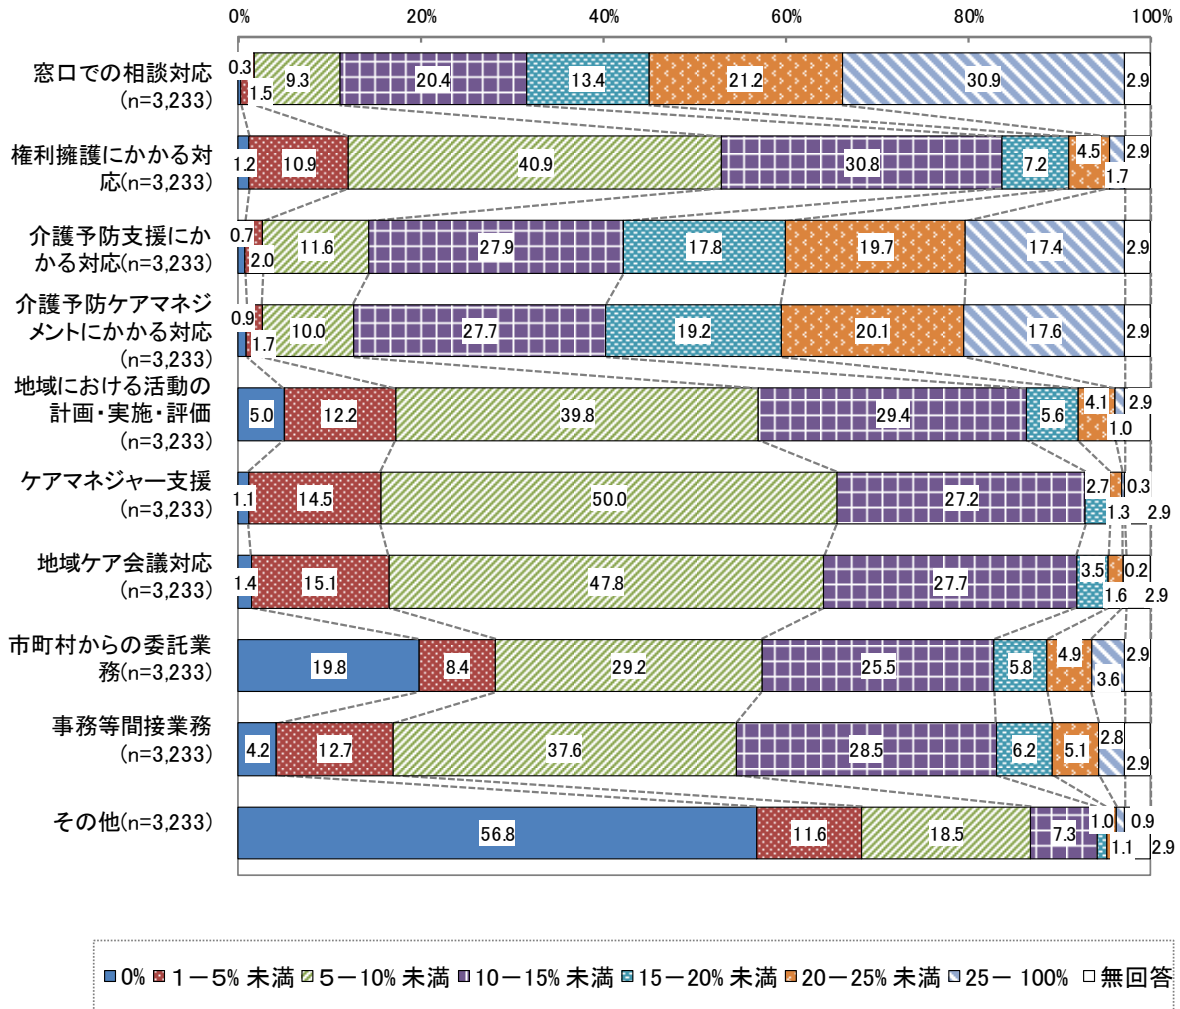 0% 20% 40% 60% 80% 100%
窓口での相談対応
(n=3,233)
0.3 1.5 9.3 20.4 13.4 21.2 30.9 2.9
権利擁護にかかる対
応(n=3,233)
1.2 10.9 40.9 30.8 7.2 4.5 1.7 2.9
介護予防支援にか
かる対応(n=3,233)
0.7 2.0 11.6 27.9 17.8 19.7 17.4 2.9
介護予防ケアマネジ
メントにかかる対応
(n=3,233)
0.9 1.7 10.0 27.7 19.2 20.1 17.6 2.9
地域における活動の
計画・実施・評価
(n=3,233)
5.0 12.2 39.8 29.4 5.6 4.1 1.0 2.9
ケアマネジャー支援
(n=3,233)
1.1 14.5 50.0 27.2 2.7 1.3 0.3 2.9
地域ケア会議対応
(n=3,233)
1.4 15.1 47.8 27.7 3.5 1.6 0.2 2.9
市町村からの委託業
務(n=3,233)
19.8 8.4 29.2 25.5 5.8 4.9 3.6 2.9
事務等間接業務
(n=3,233)
4.2 12.7 37.6 28.5 6.2 5.1 2.8 2.9
その他(n=3,233)
56.8 11.6 18.5 7.3 1.0 1.1 0.9 2.9
0% 1－5% 未満 5－10% 未満 10－15% 未満 15－20% 未満 20－25% 未満 25－ 100% 無回答